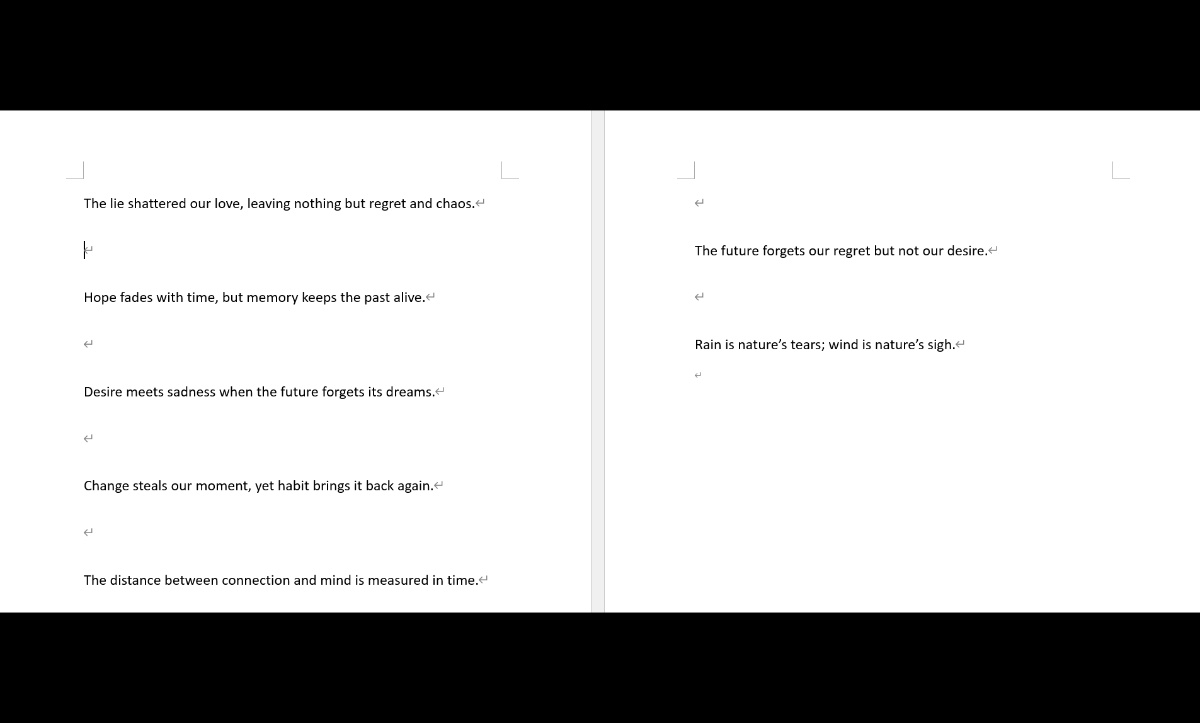 The lie shattered our love, leaving nothing but regret and chaos.
Hope fades with time, but memory keeps the past alive.
Desire meets sadness when the future forgets its dreams.
Change steals our moment, yet habit brings it back again.
The distance between connection and mind is measured in time.
The future forgets our regret but not our desire.
Rain is nature’s tears; wind is nature’s sigh.